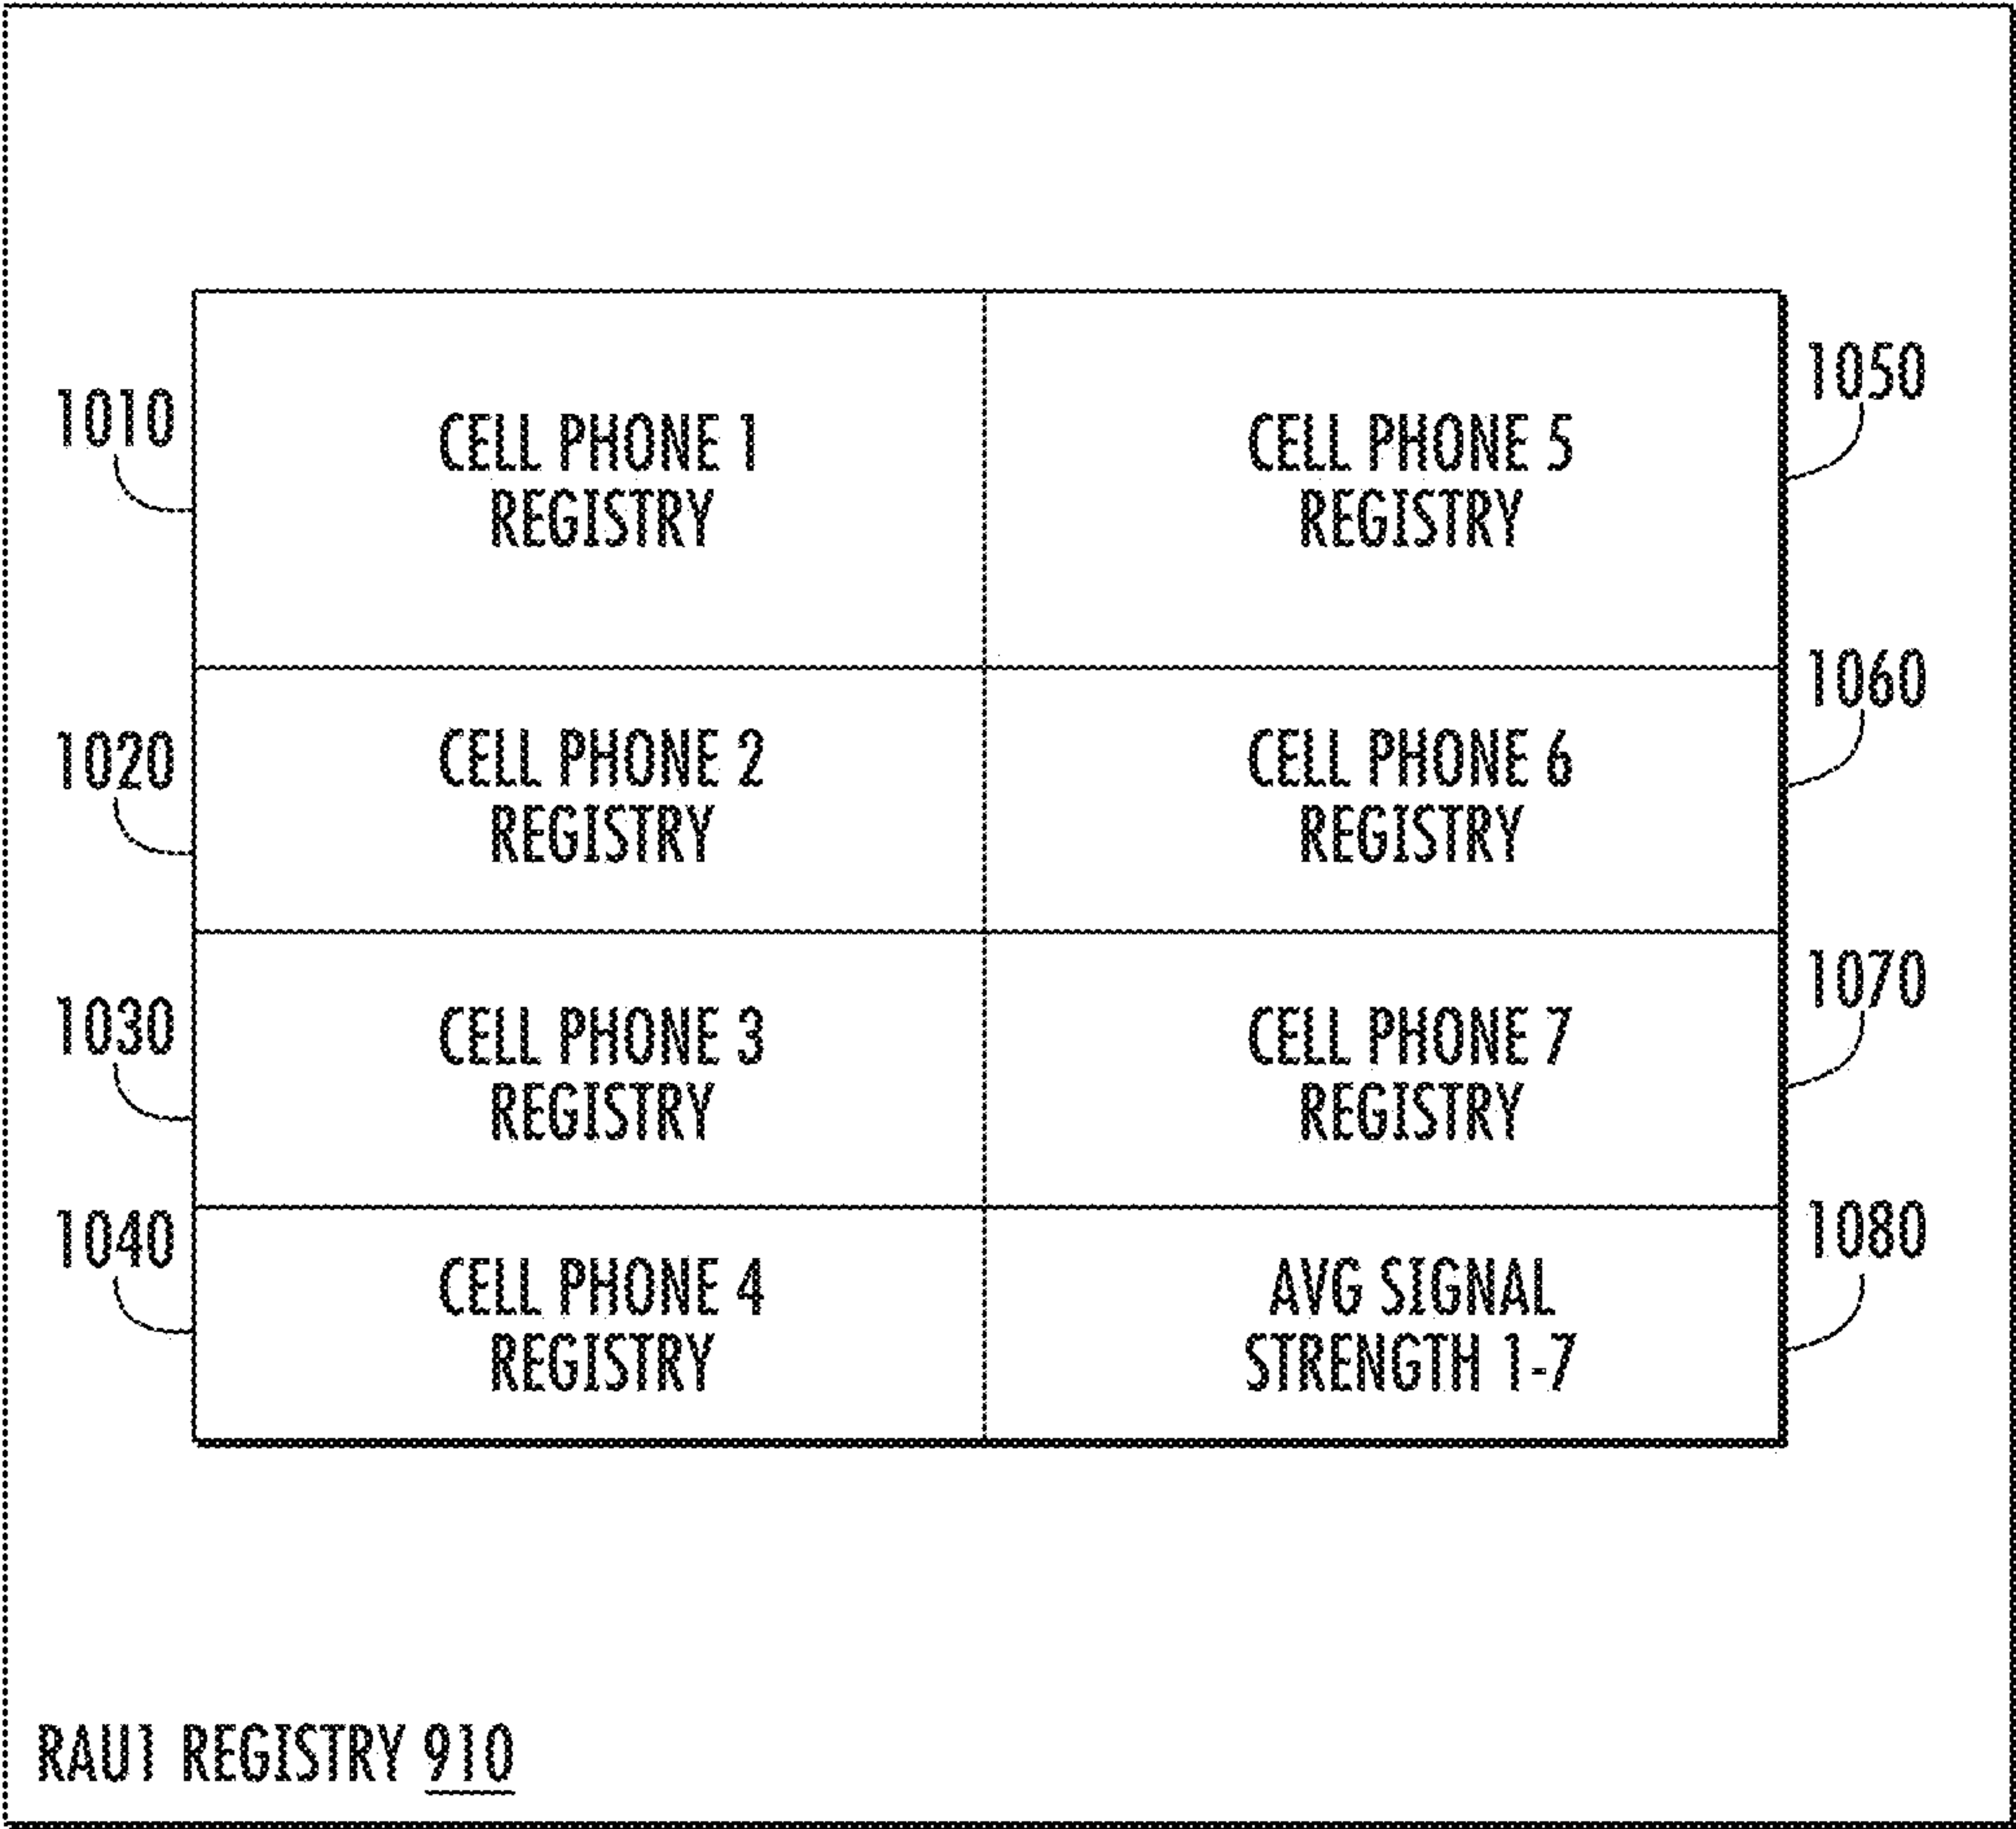 1010
CELL PHONE 1
REGISTRY
CELL PHONE 5
REGISTRY
1050
1020
CELL PHONE 2
REGISTRY
CELL PHONE 6
REGISTRY
1060
1030
CELL PHONE 3
REGISTRY
CELL PHONE 7
REGISTRY
1070
1040
CELL PHONE 4
REGISTRY
AVG SIGNAL
STRENGTH 1-7
1080
RAU1 REGISTRY 910